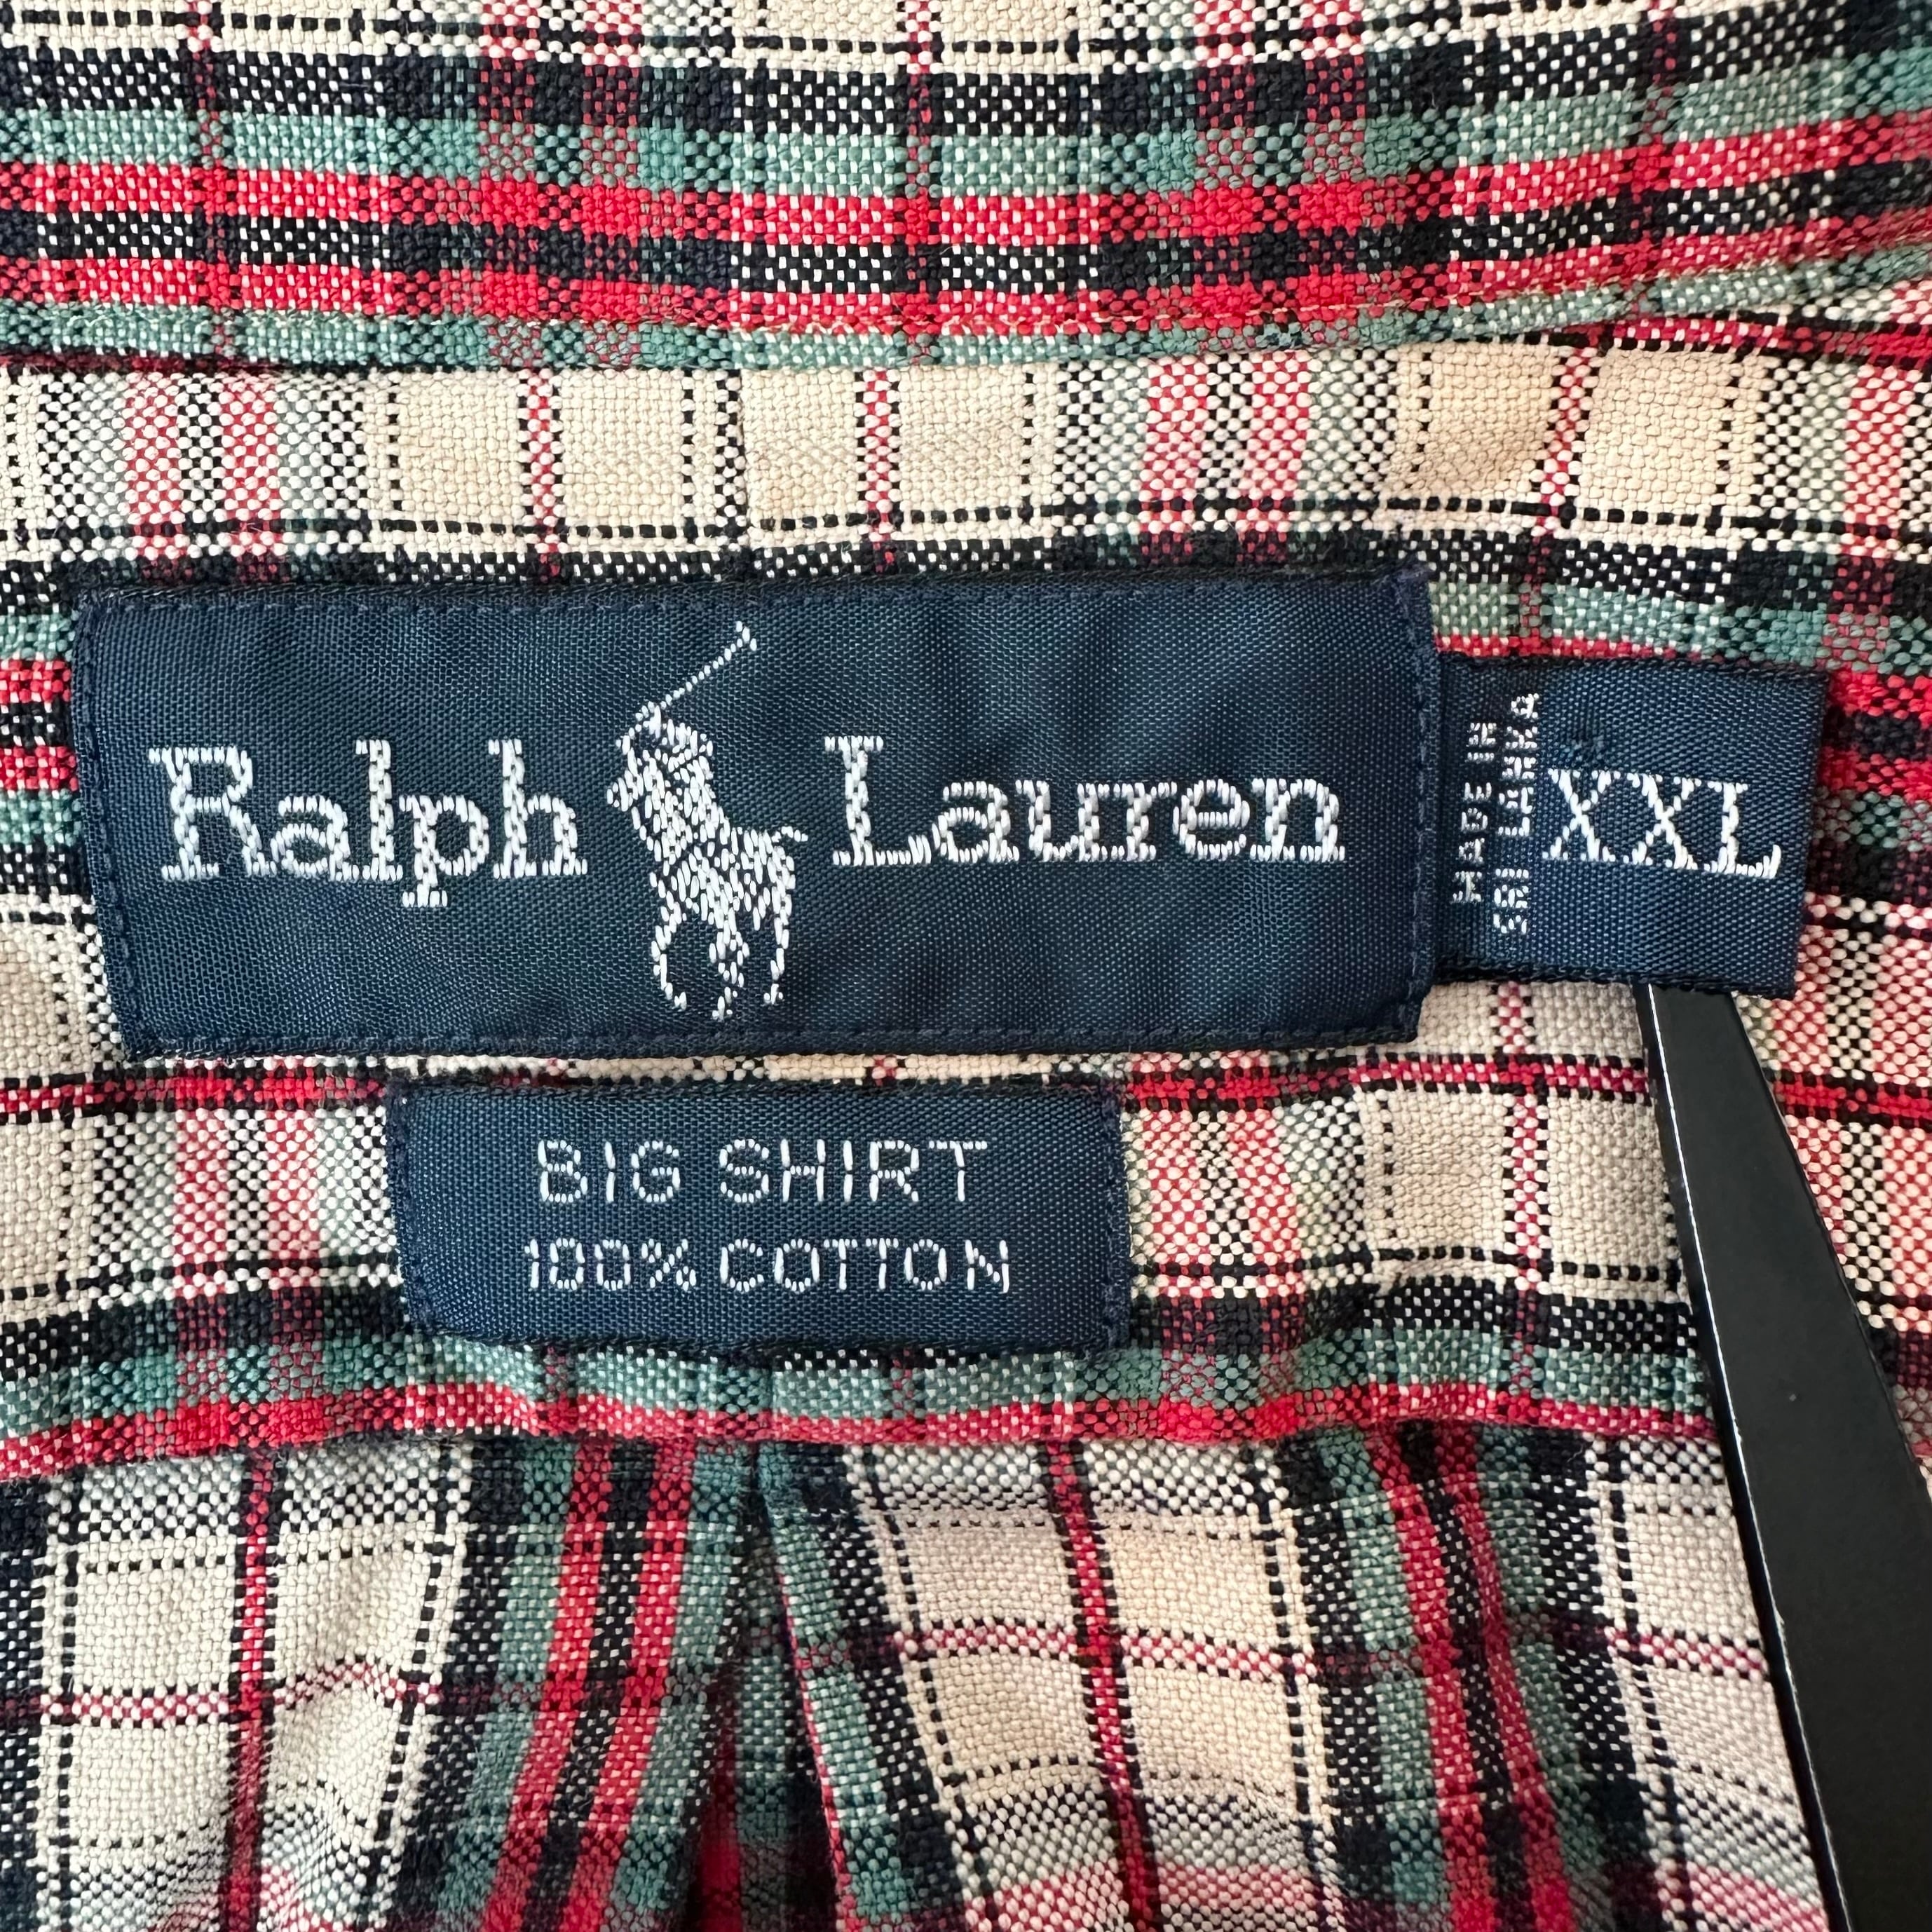 Ralph Lauren
MADE IN
SRI LANKA
XXL
BIG SHIRT
100% COTTON